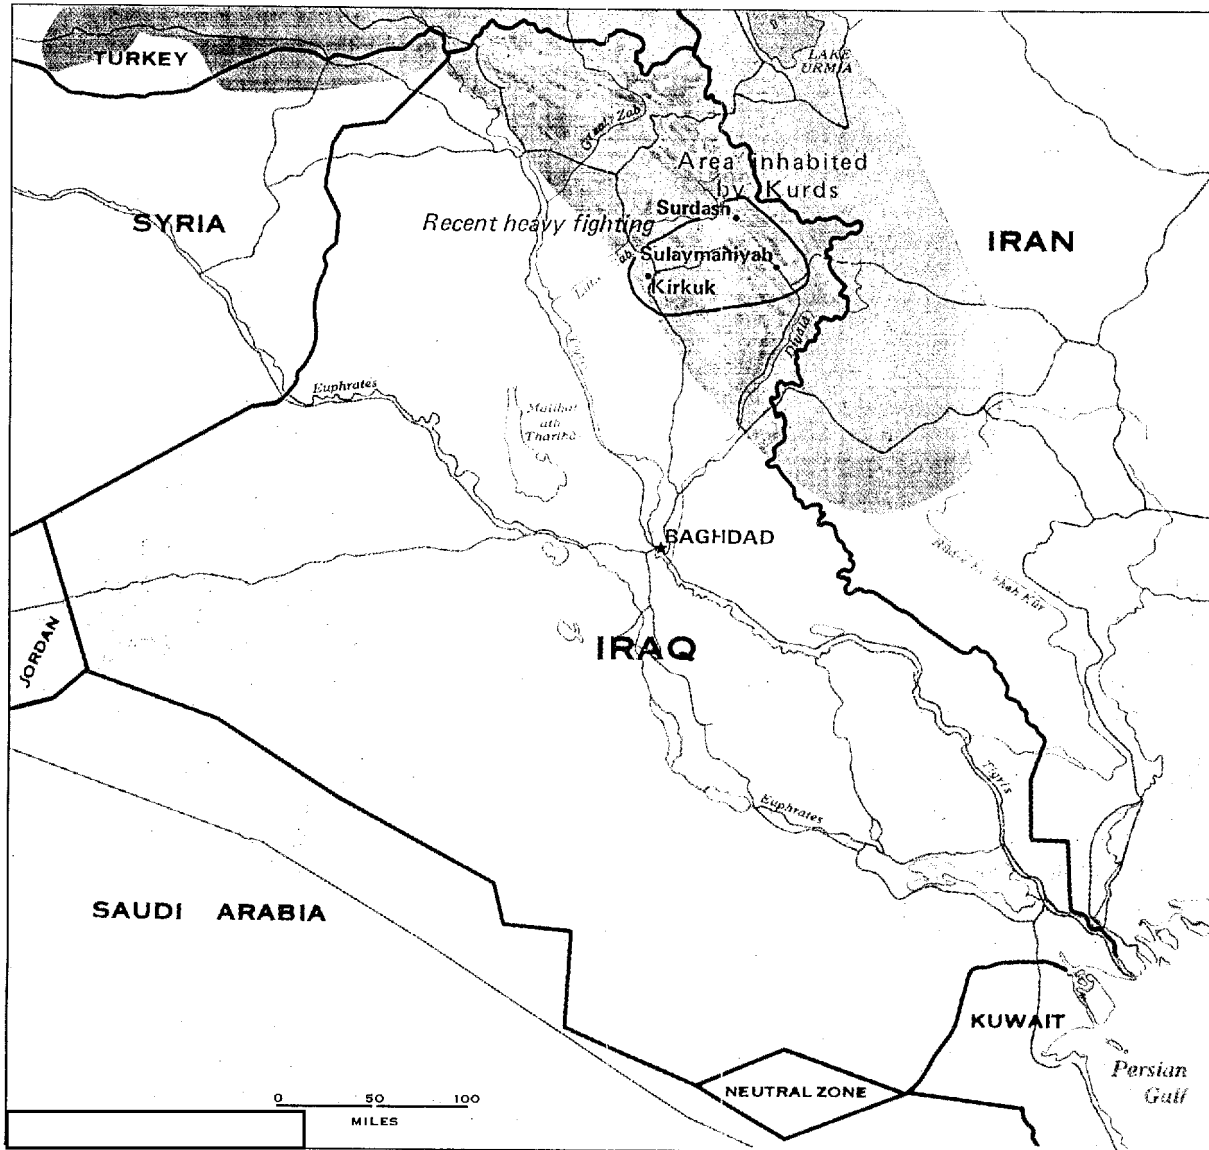 TURKEY
LAKE
URMIA
Great Zab
Area inhabited
by Kurds
SYRIA
Recent heavy fighting
Surdash
IRAN
Sulaymaniyah
Kirkuk
Diyala
Euphrates
BAGHDAD
IRAQ
JORDAN
Tigris
Euphrates
SAUDI ARABIA
KUWAIT
NEUTRAL ZONE
Persian
Gulf
0 50 100
MILES